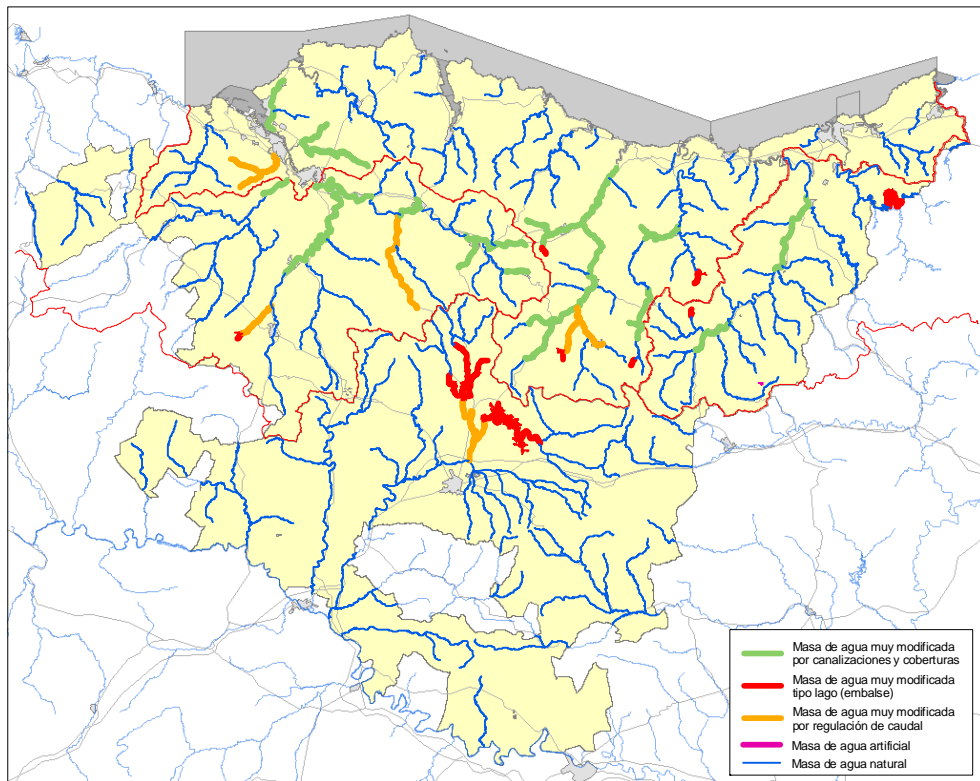 Masa de agua muy modificada
por canalizaciones y coberturas
Masa de agua muy modificada
tipo lago (embalse)
Masa de agua muy modificada
por regulación de caudal
Masa de agua artificial
Masa de agua natural